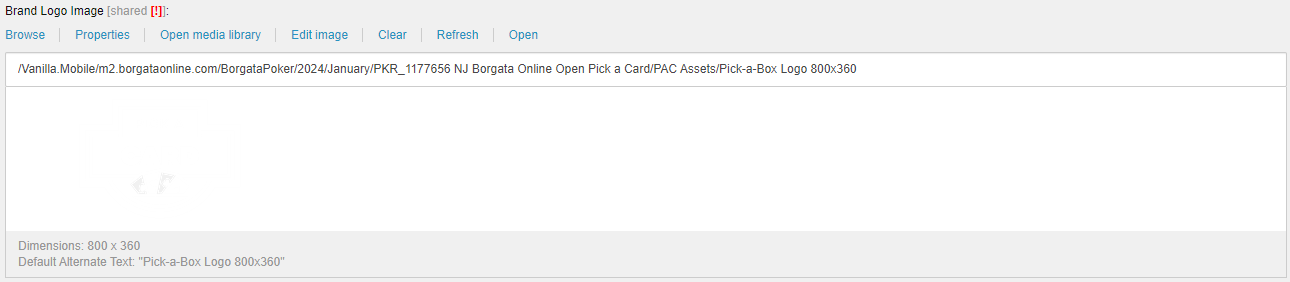 Brand Logo Image [shared [!]]:
Browse Properties Open media library Edit image Clear Refresh Open
/Vanilla.Mobile/m2.borgataonline.com/BorgataPoker/2024/January/PKR_1177656 NJ Borgata Online Open Pick a Card/PAC Assets/Pick-a-Box Logo 800x360
Dimensions: 800 x 360
Default Alternate Text: "Pick-a-Box Logo 800x360"